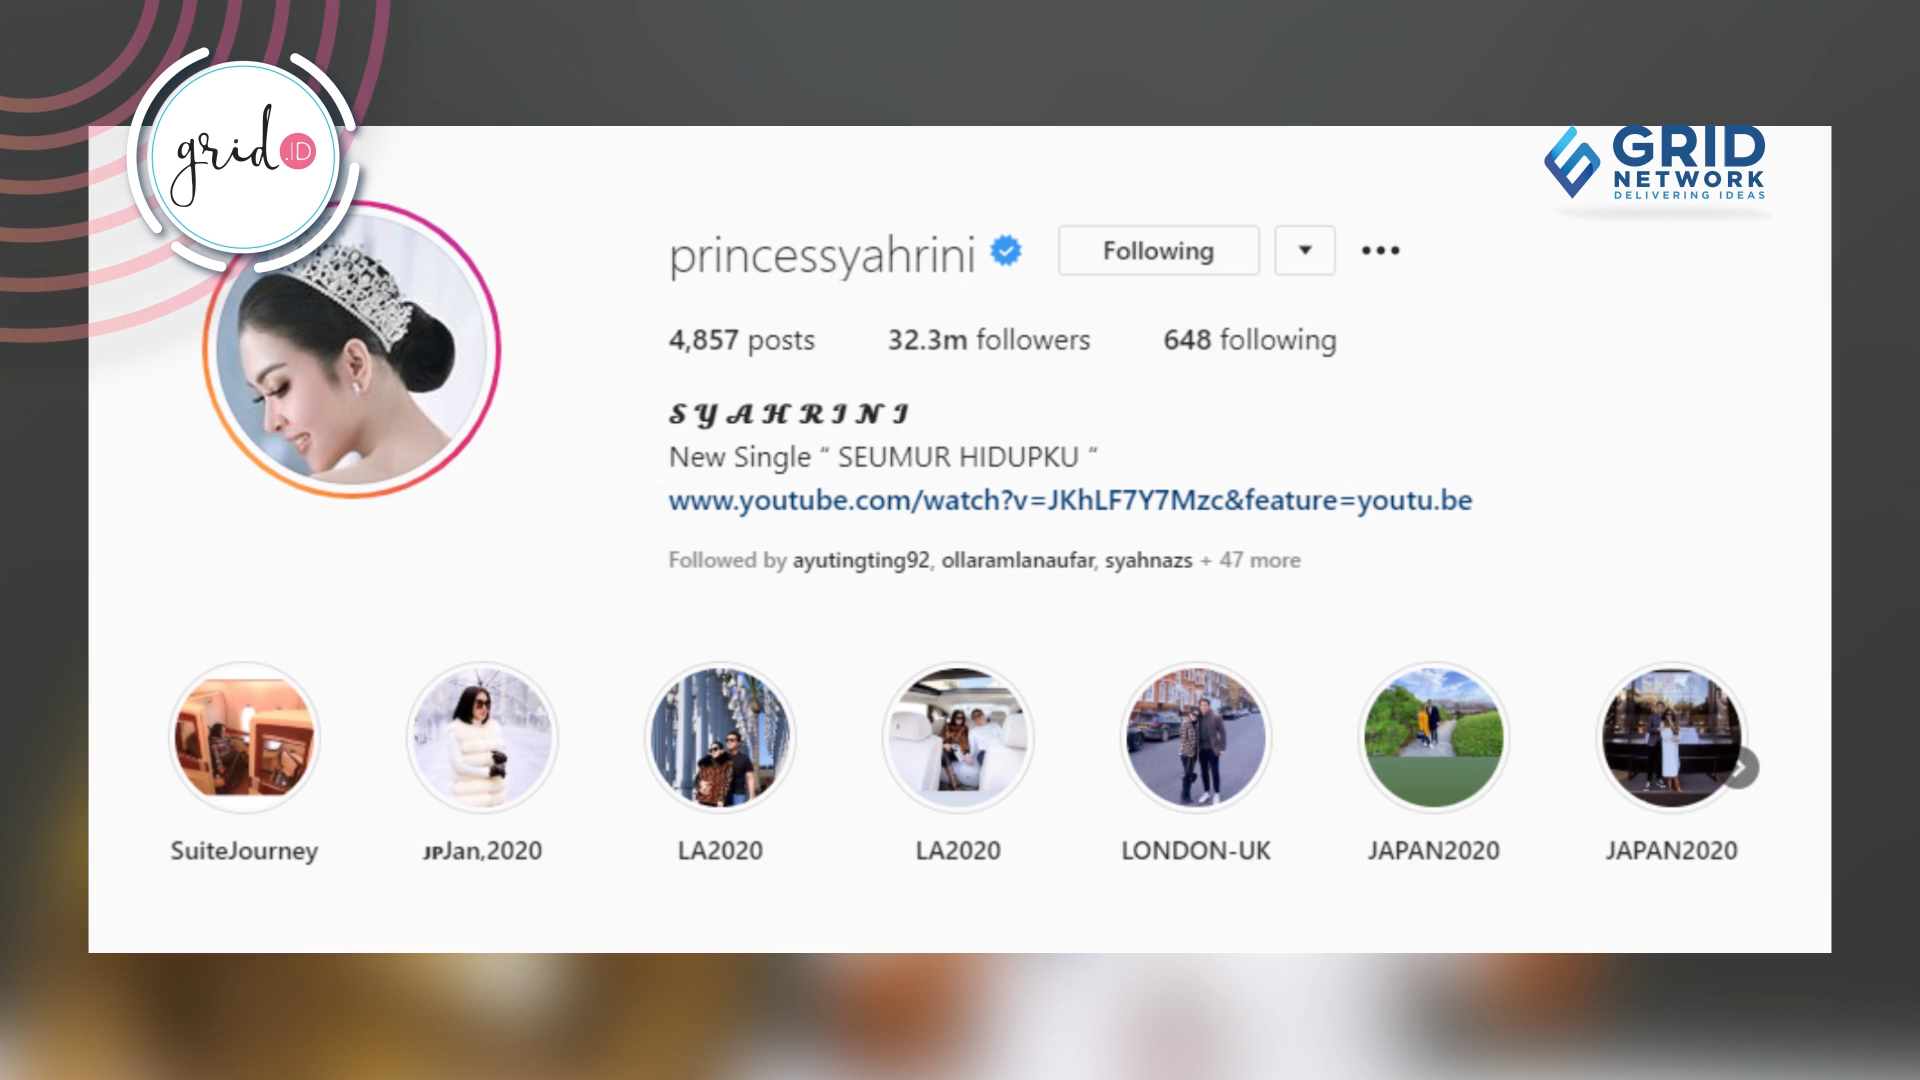 grid.ID
GRID
NETWORK
DELIVERING IDEAS
princessyahrini
Following
4,857 posts
32.3m followers
648 following
SYAHRINI
New Single “ SEUMUR HIDUPKU “
www.youtube.com/watch?v=JKhLF7Y7Mzc&feature=youtu.be
Followed by ayutingting92, ollaramlanaufar, syahnazs + 47 more
SuiteJourney
JPJan,2020
LA2020
LA2020
LONDON-UK
JAPAN2020
JAPAN2020